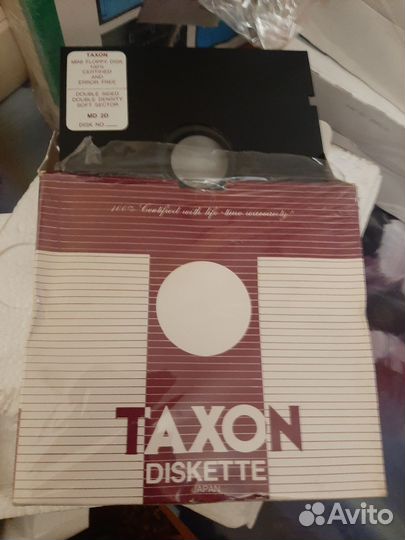 TAXON
MINI FLOPPY DISK
100%
CERTIFIED
AND
ERROR FREE
DOUBLE SIDED
DOUBLE DENSITY
SOFT SECTOR
MD 2D
DISK NO.
100% Certified with life-time warranty
TAXON
DISKETTE
JAPAN
Avito